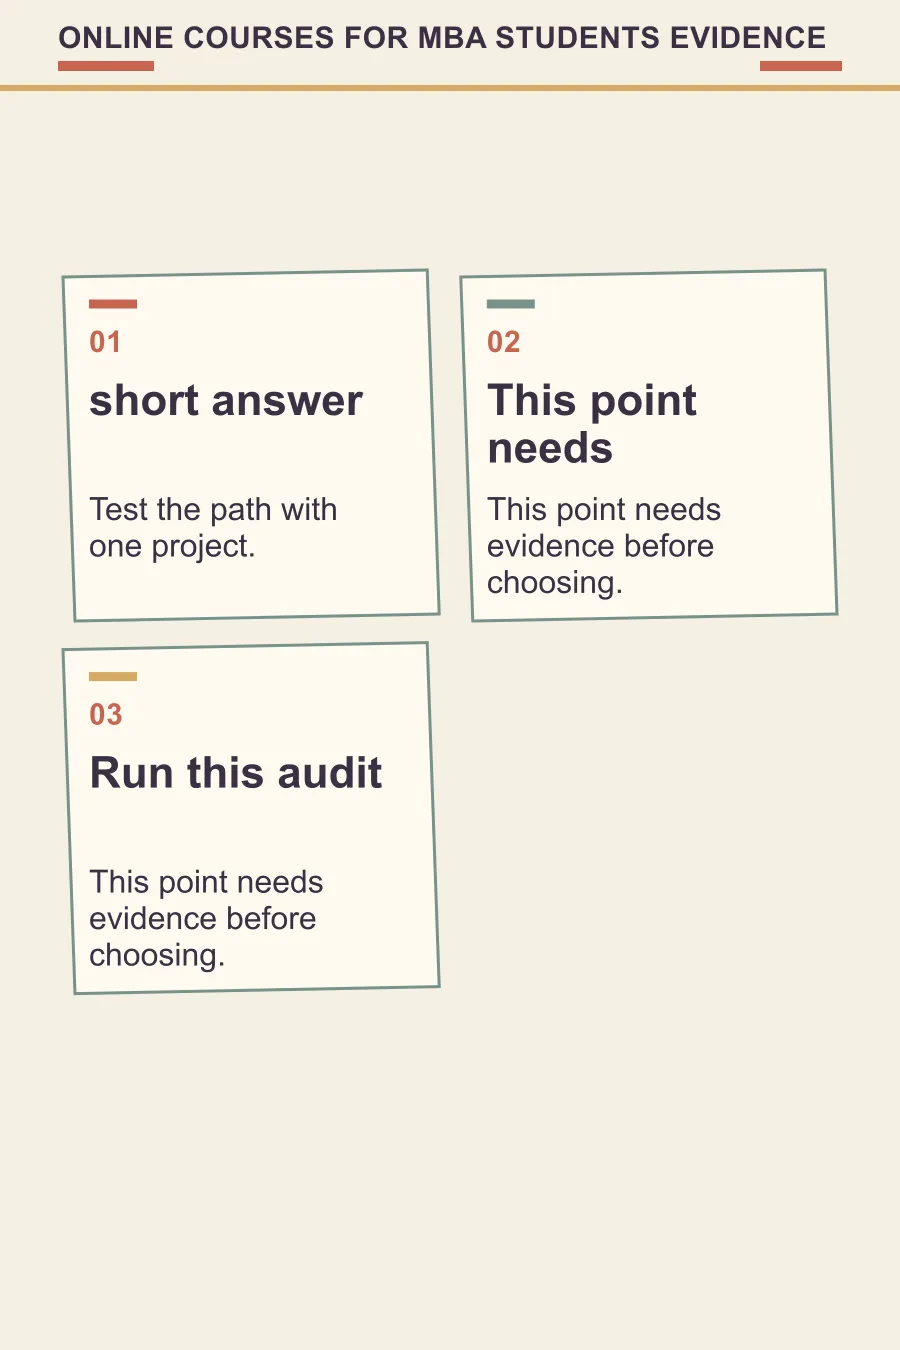 ONLINE COURSES FOR MBA STUDENTS EVIDENCE
01
short answer
Test the path with
one project.
02
This point
needs
This point needs
evidence before
choosing.
03
Run this audit
This point needs
evidence before
choosing.